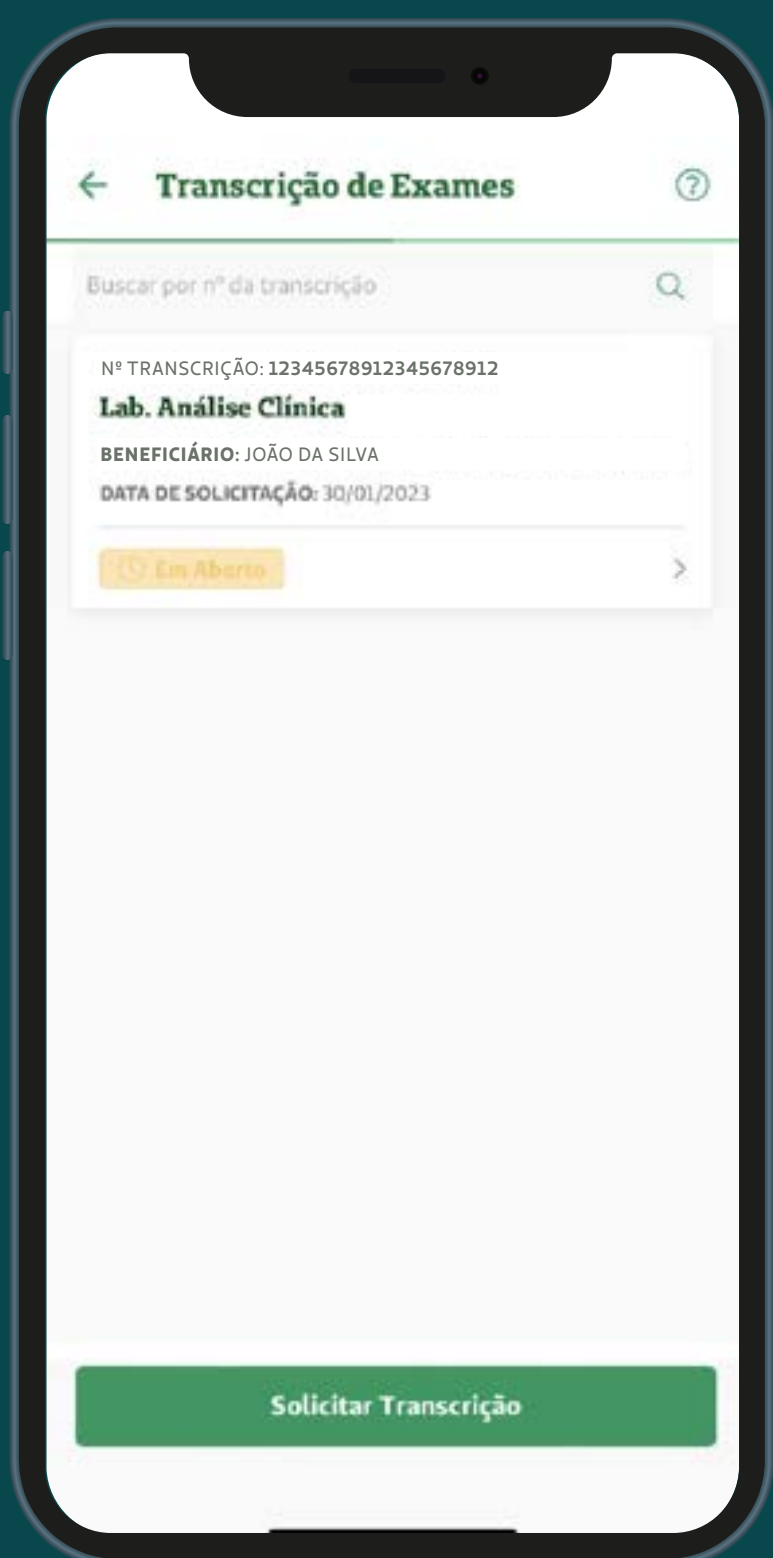 Transcrição de Exames
Buscar por nº da transcrição
Nº TRANSCRIÇÃO: 12345678912345678912
Lab. Análise Clínica
BENEFICIÁRIO: JOÃO DA SILVA
DATA DE SOLICITAÇÃO: 30/01/2023
Em Aberto
Solicitar Transcrição